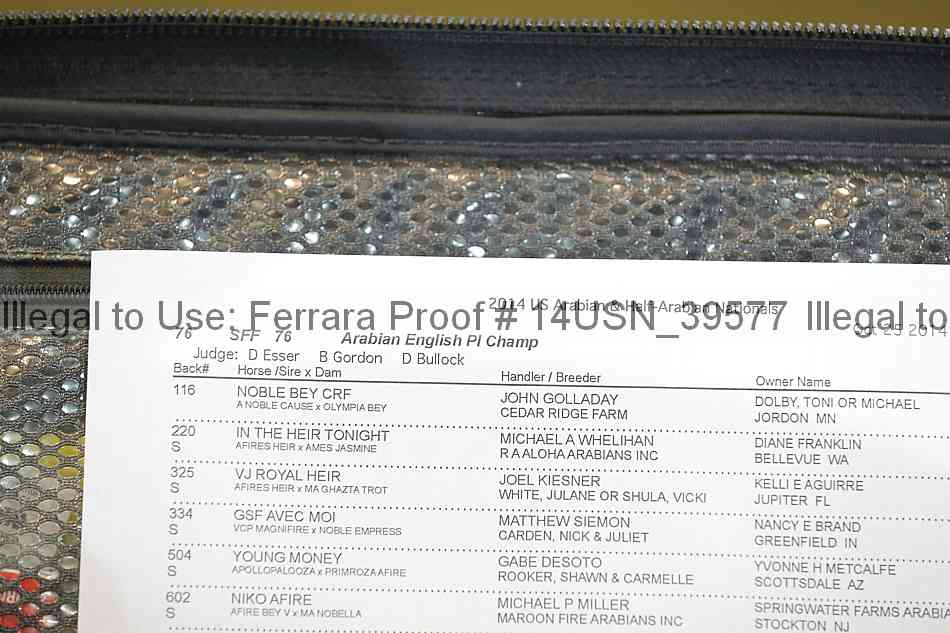 2014 US Arabian & Half-Arabian Nationals
Illegal to Use: Ferrara Proof # 14USN_39577 Illegal to Use:
Oct 25 2014
76 SFF 76 Arabian English Pl Champ
Judge: D Esser B Gordon D Bullock
Back# Horse /Sire x Dam Handler / Breeder Owner Name
116 NOBLE BEY CRF JOHN GOLLADAY DOLBY, TONI OR MICHAEL
A NOBLE CAUSE x OLYMPIA BEY CEDAR RIDGE FARM JORDON MN
220 IN THE HEIR TONIGHT MICHAEL A WHELIHAN DIANE FRANKLIN
S AFIRES HEIR x AMES JASMINE R A ALOHA ARABIANS INC BELLEVUE WA
325 VJ ROYAL HEIR JOEL KIESNER KELLI E AGUIRRE
S AFIRES HEIR x MA GHAZTA TROT WHITE, JULANE OR SHULA, VICKI JUPITER FL
334 GSF AVEC MOI MATTHEW SIEMON NANCY E BRAND
S VCP MAGNIFIRE x NOBLE EMPRESS CARDEN, NICK & JULIET GREENFIELD IN
504 YOUNG MONEY GABE DESOTO YVONNE H METCALFE
S APOLLOPALOOZA x PRIMROZA AFIRE ROOKER, SHAWN & CARMELLE SCOTTSDALE AZ
602 NIKO AFIRE MICHAEL P MILLER SPRINGWATER FARMS ARABIA
S AFIRE BEY V x MA NOBELLA MAROON FIRE ARABIANS INC STOCKTON NJ